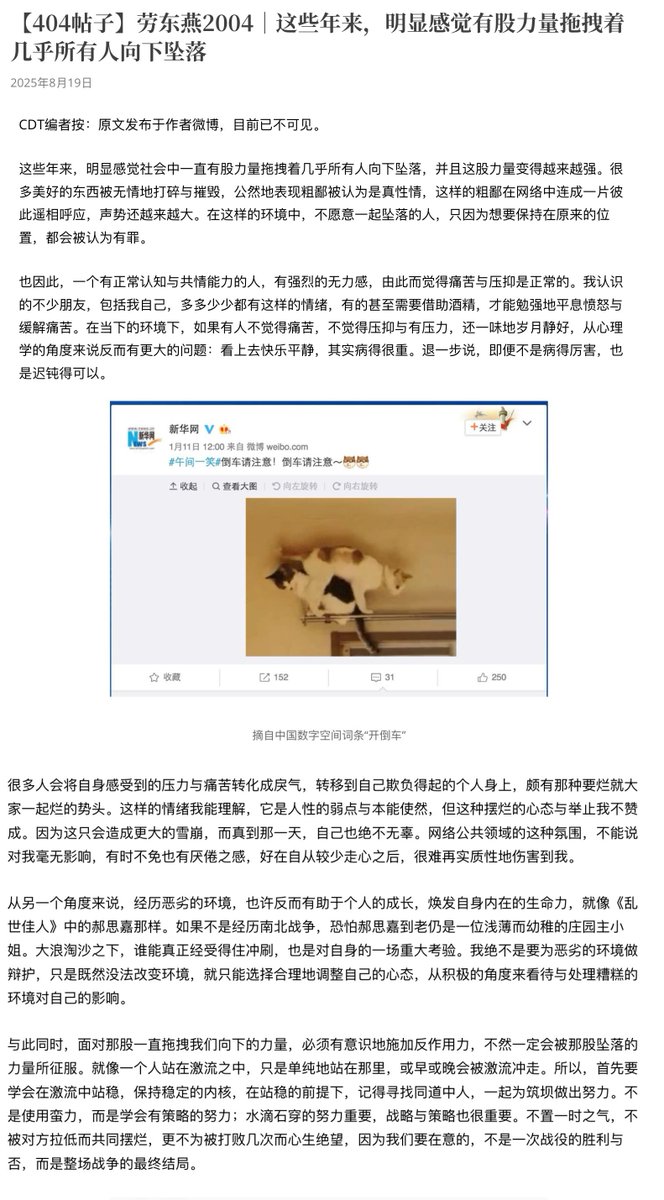 【404帖子】劳东燕2004｜这些年来，明显感觉有股力量拖拽着
几乎所有人向下坠落
2025年8月19日
CDT编者按：原文发布于作者微博，目前已不可见。
这些年来，明显感觉社会中一直有股力量拖拽着几乎所有人向下坠落，并且这股力量变得越来越强。很
多美好的东西被无情地打碎与摧毁，公然地表现粗鄙被认为是真性情，这样的粗鄙在网络中连成一片彼
此遥相呼应，声势还越来越大。在这样的环境中，不愿意一起坠落的人，只因为想要保持在原来的位
置，都会被认为有罪。
也因此，一个有正常认知与共情能力的人，有强烈的无力感，由此而觉得痛苦与压抑是正常的。我认识
的不少朋友，包括我自己，多多少少都有这样的情绪，有的甚至需要借助酒精，才能勉强地平息愤怒与
缓解痛苦。在当下的环境下，如果有人不觉得痛苦，不觉得压抑与有压力，还一味地岁月静好，从心理
学的角度来说反而有更大的问题：看上去快乐平静，其实病得很重。退一步说，即便不是病得厉害，也
是迟钝得可以。
www.news.cn
新华网
News
新华网
+关注
1月11日 12:00 来自 微博 weibo.com
#午间一笑#倒车请注意！倒车请注意～
收起
查看大图
向左旋转
向右旋转
收藏
152
31
250
摘自中国数字空间词条“开倒车”
很多人会将自身感受到的压力与痛苦转化成戾气，转移到自己欺负得起的个人身上，颇有那种要烂就大
家一起烂的势头。这样的情绪我能理解，它是人性的弱点与本能使然，但这种摆烂的心态与举止我不赞
成。因为这只会造成更大的雪崩，而真到那一天，自己也绝不无辜。网络公共领域的这种氛围，不能说
对我毫无影响，有时不免也有厌倦之感，好在自从较少走心之后，很难再实质性地伤害到我。
从另一个角度来说，经历恶劣的环境，也许反而有助于个人的成长，焕发自身内在的生命力，就像《乱
世佳人》中的郝思嘉那样。如果不是经历南北战争，恐怕郝思嘉到老仍是一位浅薄而幼稚的庄园主小
姐。大浪淘沙之下，谁能真正经受得住冲刷，也是对自身的一场重大考验。我绝不是要为恶劣的环境做
辩护，只是既然没法改变环境，就只能选择合理地调整自己的心态，从积极的角度来看待与处理糟糕的
环境对自己的影响。
与此同时，面对那股一直拖拽我们向下的力量，必须有意识地施加反作用力，不然一定会被那股坠落的
力量所征服。就像一个人站在激流之中，只是单纯地站在那里，或早或晚会被激流冲走。所以，首先要
学会在激流中站稳，保持稳定的内核，在站稳的前提下，记得寻找同道中人，一起为筑坝做出努力。不
是使用蛮力，而是学会有策略的努力；水滴石穿的努力重要，战略与策略也很重要。不置一时之气，不
被对方拉低而共同摆烂，更不为被打败几次而心生绝望，因为我们要在意的，不是一次战役的胜利与
否，而是整场战争的最终结局。